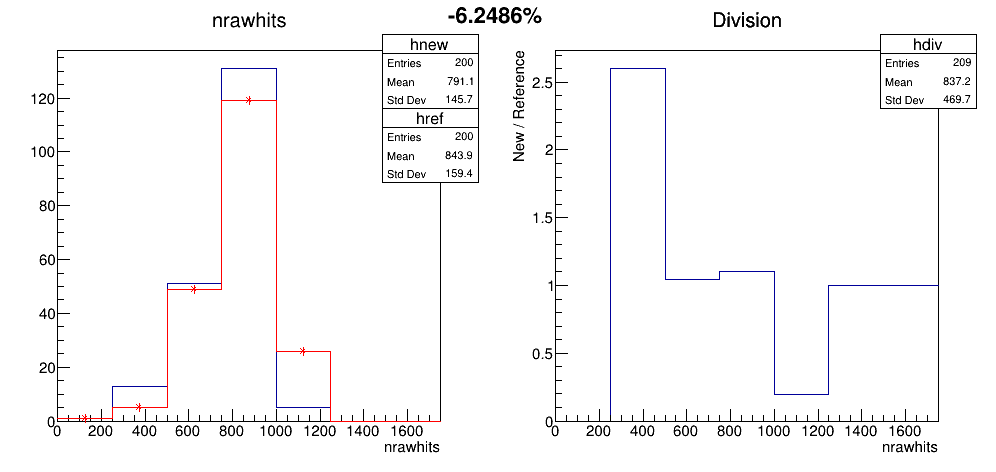 -6.2486%
nrawhits
hnew
Entries 200
Mean 791.1
Std Dev 145.7
href
Entries 200
Mean 843.9
Std Dev 159.4
120
100
80
60
40
20
0
0 200 400 600 800 1000 1200 1400 1600
nrawhits
Division
hdiv
Entries 209
Mean 837.2
Std Dev 469.7
New / Reference
2.5
2
1.5
1
0.5
0
0 200 400 600 800 1000 1200 1400 1600
nrawhits